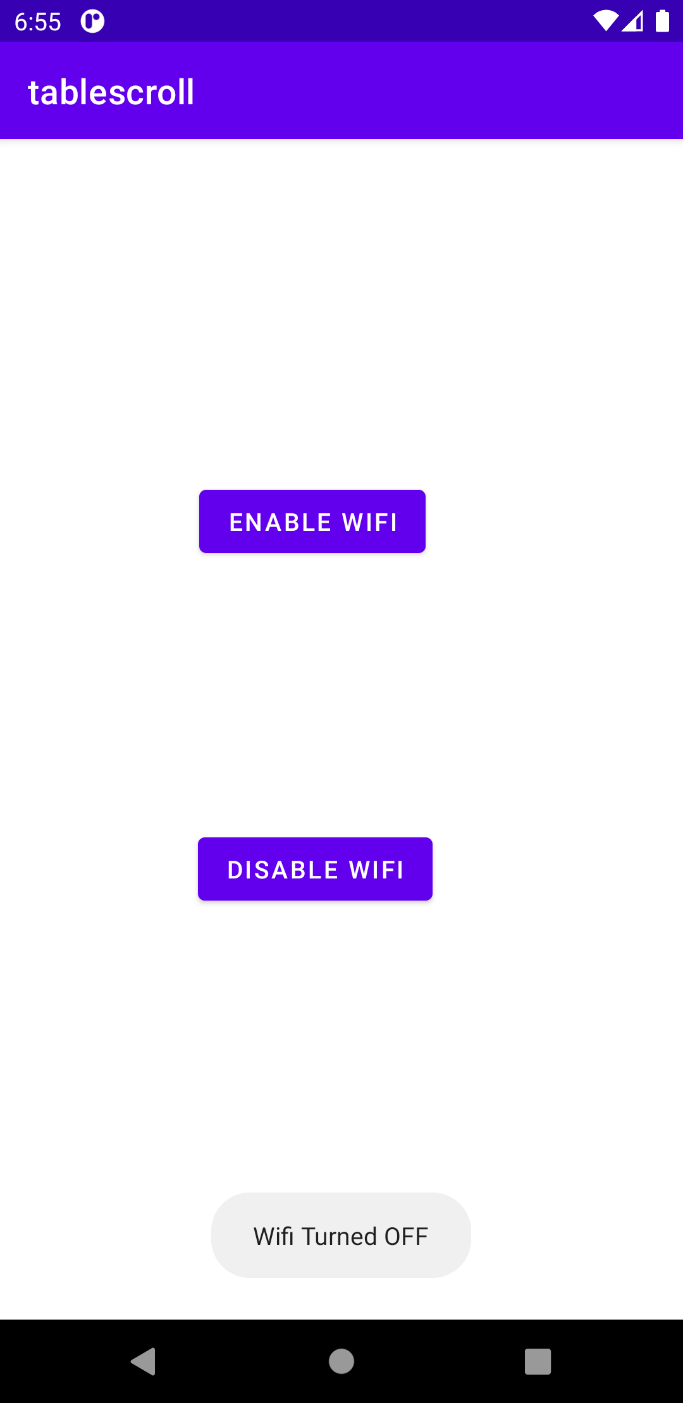 6:55
tablescroll
ENABLE WIFI
DISABLE WIFI
Wifi Turned OFF